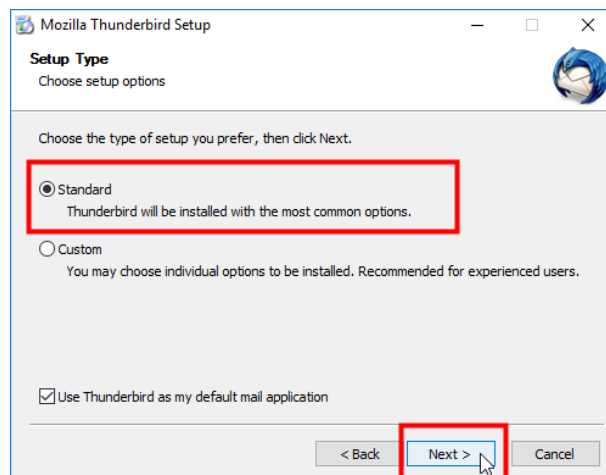 Mozilla Thunderbird Setup
Setup Type
Choose setup options
Choose the type of setup you prefer, then click Next.
Standard
Thunderbird will be installed with the most common options.
Custom
You may choose individual options to be installed. Recommended for experienced users.
Use Thunderbird as my default mail application
< Back Next > Cancel